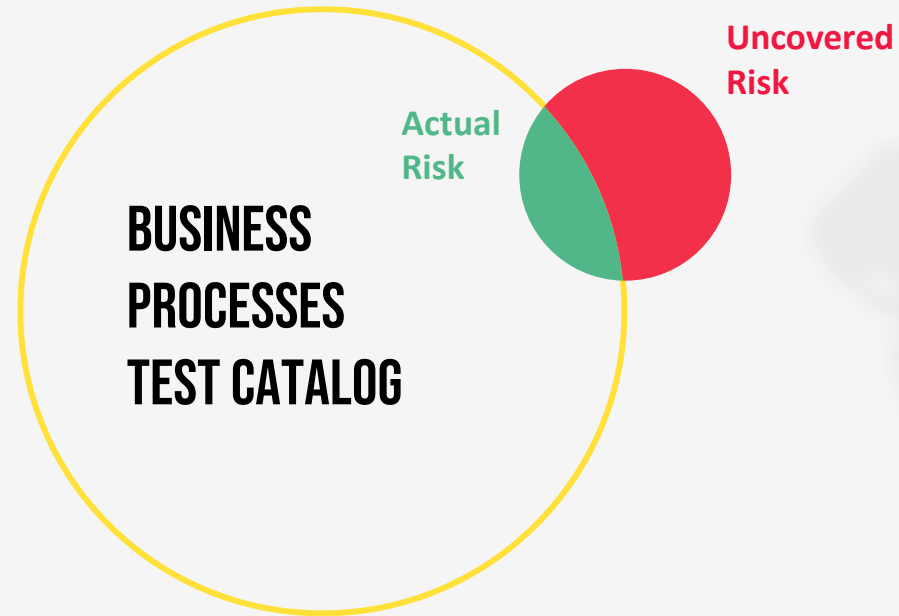 Uncovered
Risk
Actual
Risk
BUSINESS
PROCESSES
TEST CATALOG